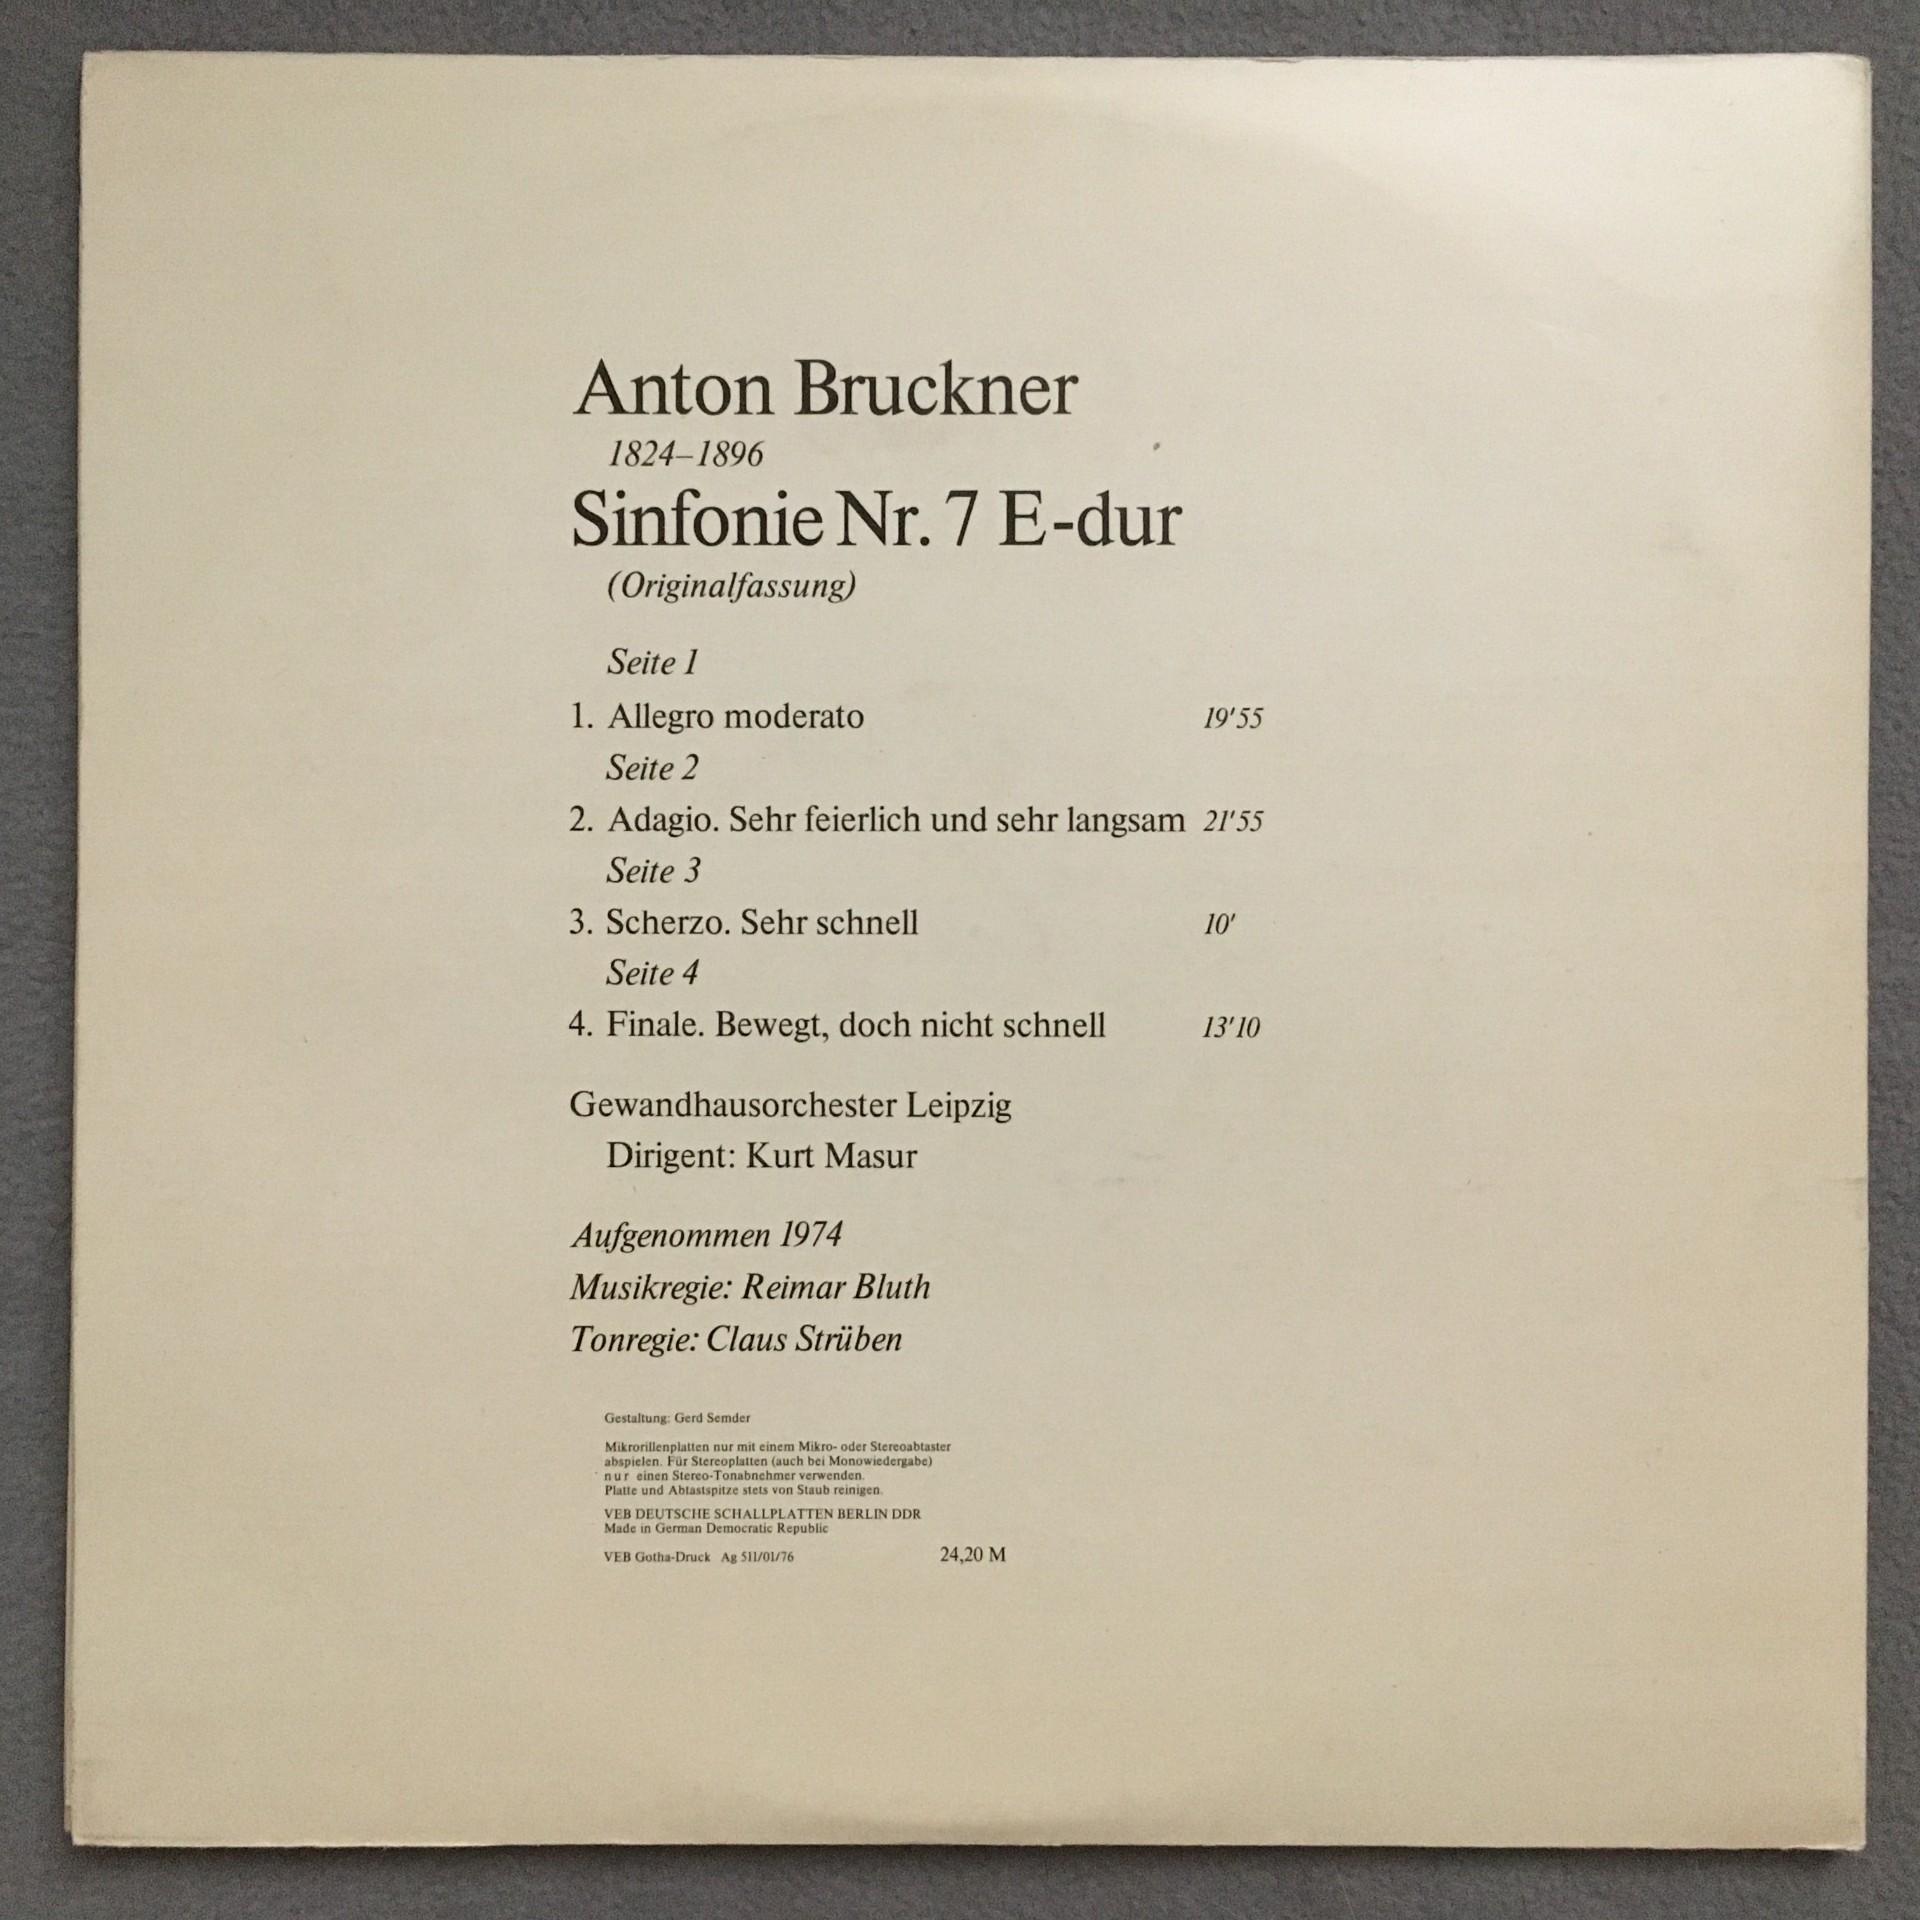 Anton Bruckner
1824–1896
Sinfonie Nr. 7 E-dur
(Originalfassung)
Seite 1
1. Allegro moderato 19'55
Seite 2
2. Adagio. Sehr feierlich und sehr langsam 21'55
Seite 3
3. Scherzo. Sehr schnell 10'
Seite 4
4. Finale. Bewegt, doch nicht schnell 13'10
Gewandhausorchester Leipzig
Dirigent: Kurt Masur
Aufgenommen 1974
Musikregie: Reimar Bluth
Tonregie: Claus Strüben
Gestaltung: Gerd Semder
Mikrorillenplatten nur mit einem Mikro- oder Stereoabtaster
abspielen. Für Stereoplatten (auch bei Monowiedergabe)
nur einen Stereo-Tonabnehmer verwenden.
Platte und Abtastspitze stets von Staub reinigen.
VEB DEUTSCHE SCHALLPLATTEN BERLIN DDR
Made in German Democratic Republic
VEB Gotha-Druck Ag 511/01/76 24,20 M